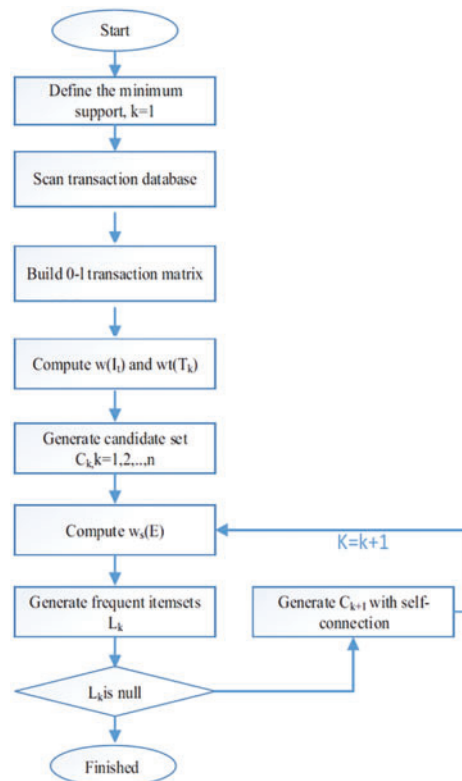 Start
Define the minimum
support, k=1
Scan transaction database
Build 0-1 transaction matrix
Compute w(Iₜ) and wt(Tₖ)
Generate candidate set
Cₖ,k=1,2,..,n
Compute wₛ(E)
K=k+1
Generate frequent itemsets
Lₖ
Generate Cₖ₊₁ with self-
connection
Lₖis null
Finished